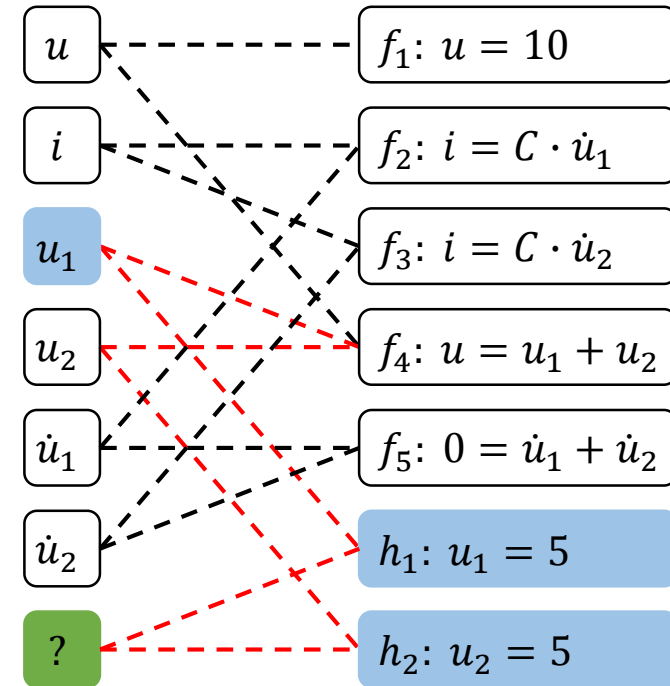 u
f₁: u = 10
i
f₂: i = C · u̇₁
u₁
f₃: i = C · u̇₂
u₂
f₄: u = u₁ + u₂
u̇₁
f₅: 0 = u̇₁ + u̇₂
u̇₂
h₁: u₁ = 5
?
h₂: u₂ = 5